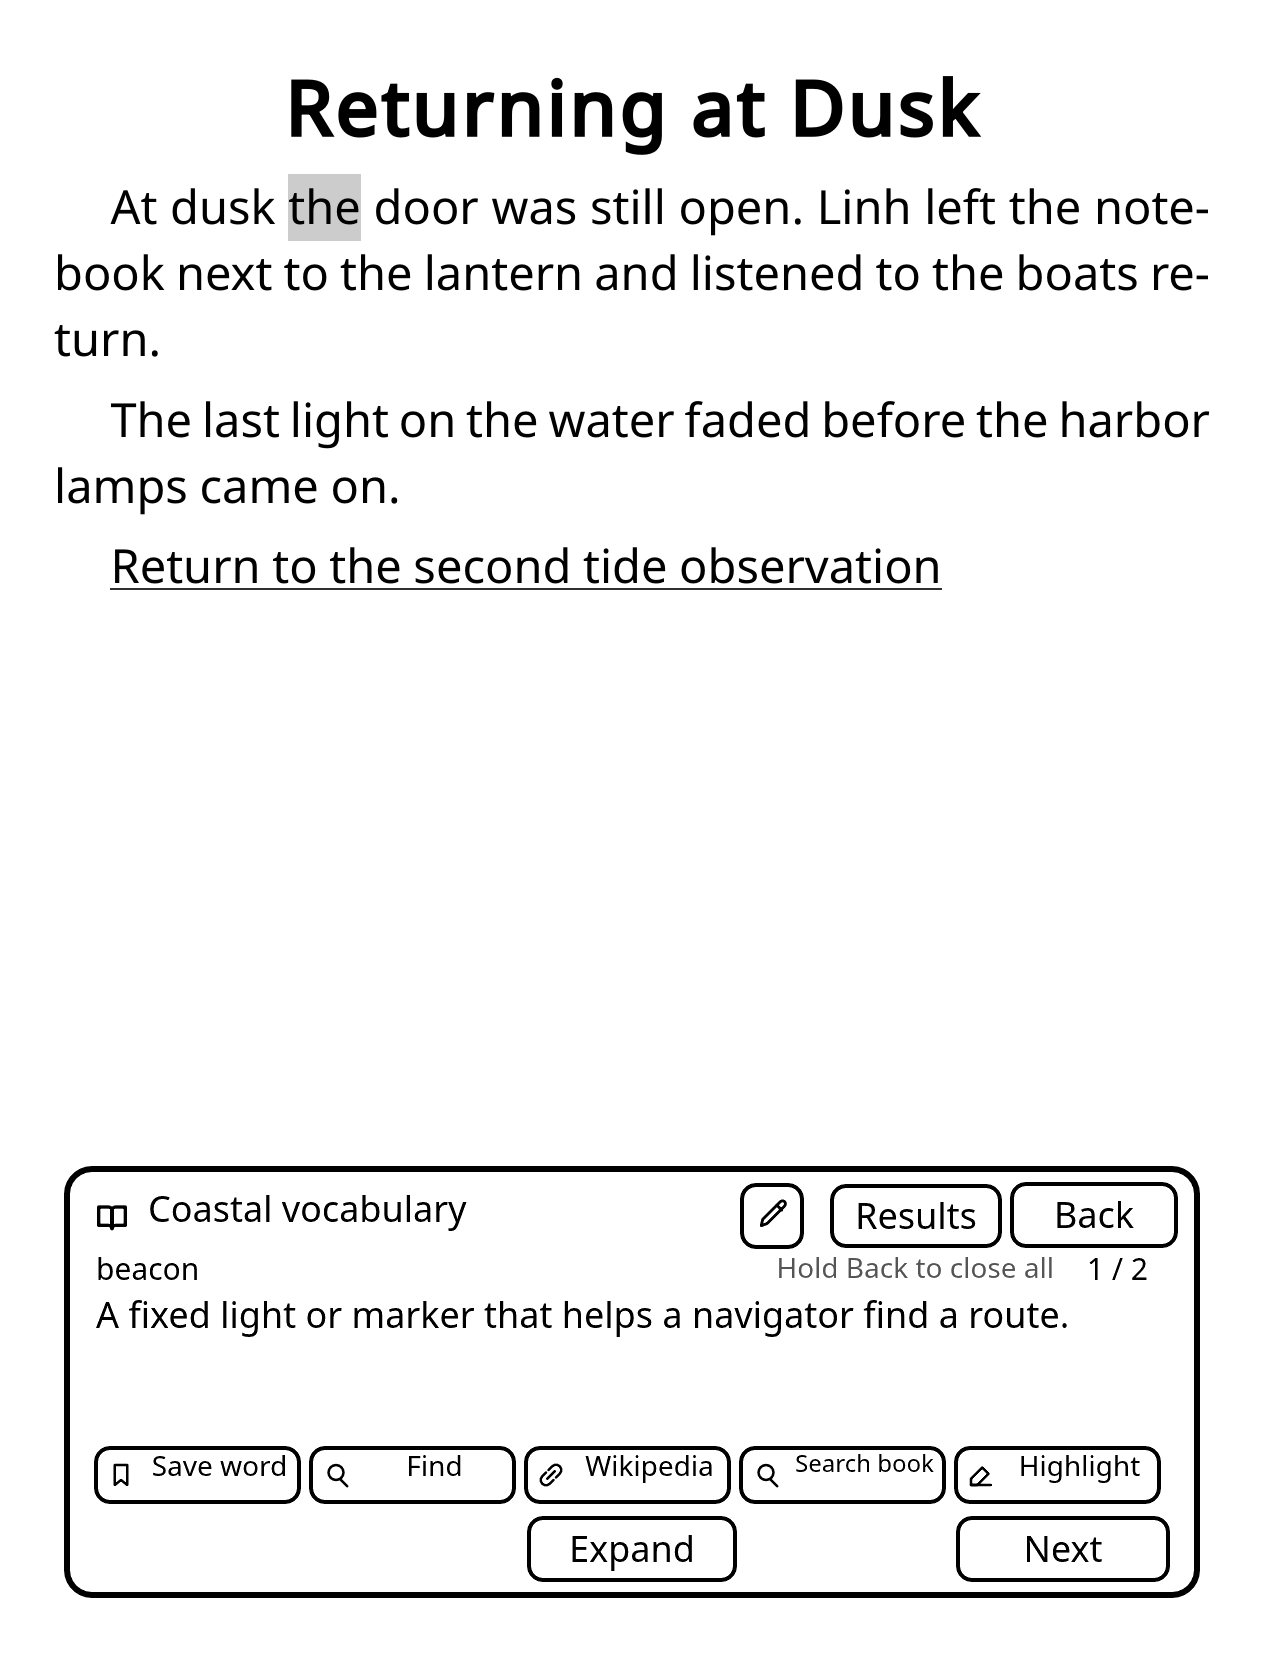 Returning at Dusk
At dusk the door was still open. Linh left the note-
book next to the lantern and listened to the boats re-
turn.
The last light on the water faded before the harbor
lamps came on.
Return to the second tide observation
Coastal vocabulary
Results
Back
beacon
Hold Back to close all
1 / 2
A fixed light or marker that helps a navigator find a route.
Save word
Find
Wikipedia
Search book
Highlight
Expand
Next